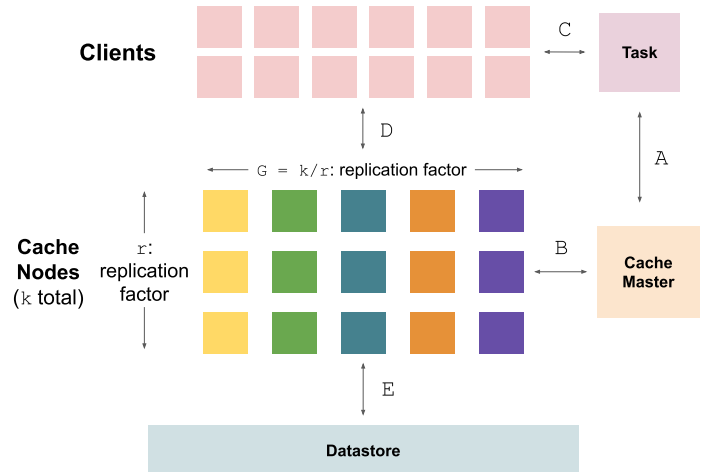 Clients
C
Task
D
A
G = k/r: replication factor
r:
replication
factor
Cache
Nodes
(k total)
B
Cache
Master
E
Datastore